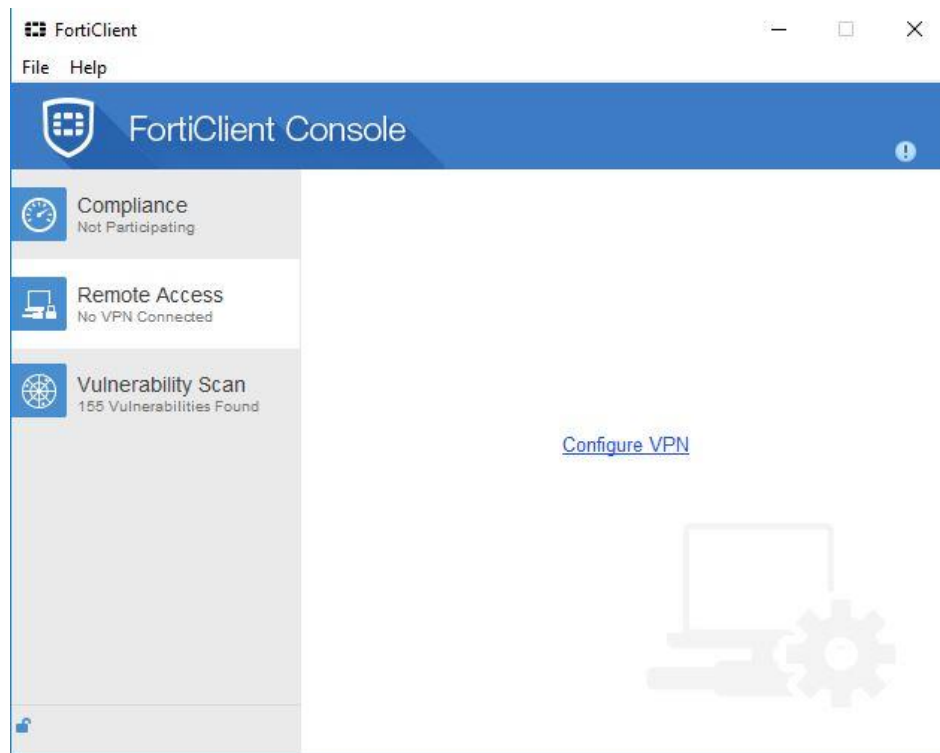 FortiClient
File Help
FortiClient Console
Compliance
Not Participating
Remote Access
No VPN Connected
Vulnerability Scan
155 Vulnerabilities Found
Configure VPN